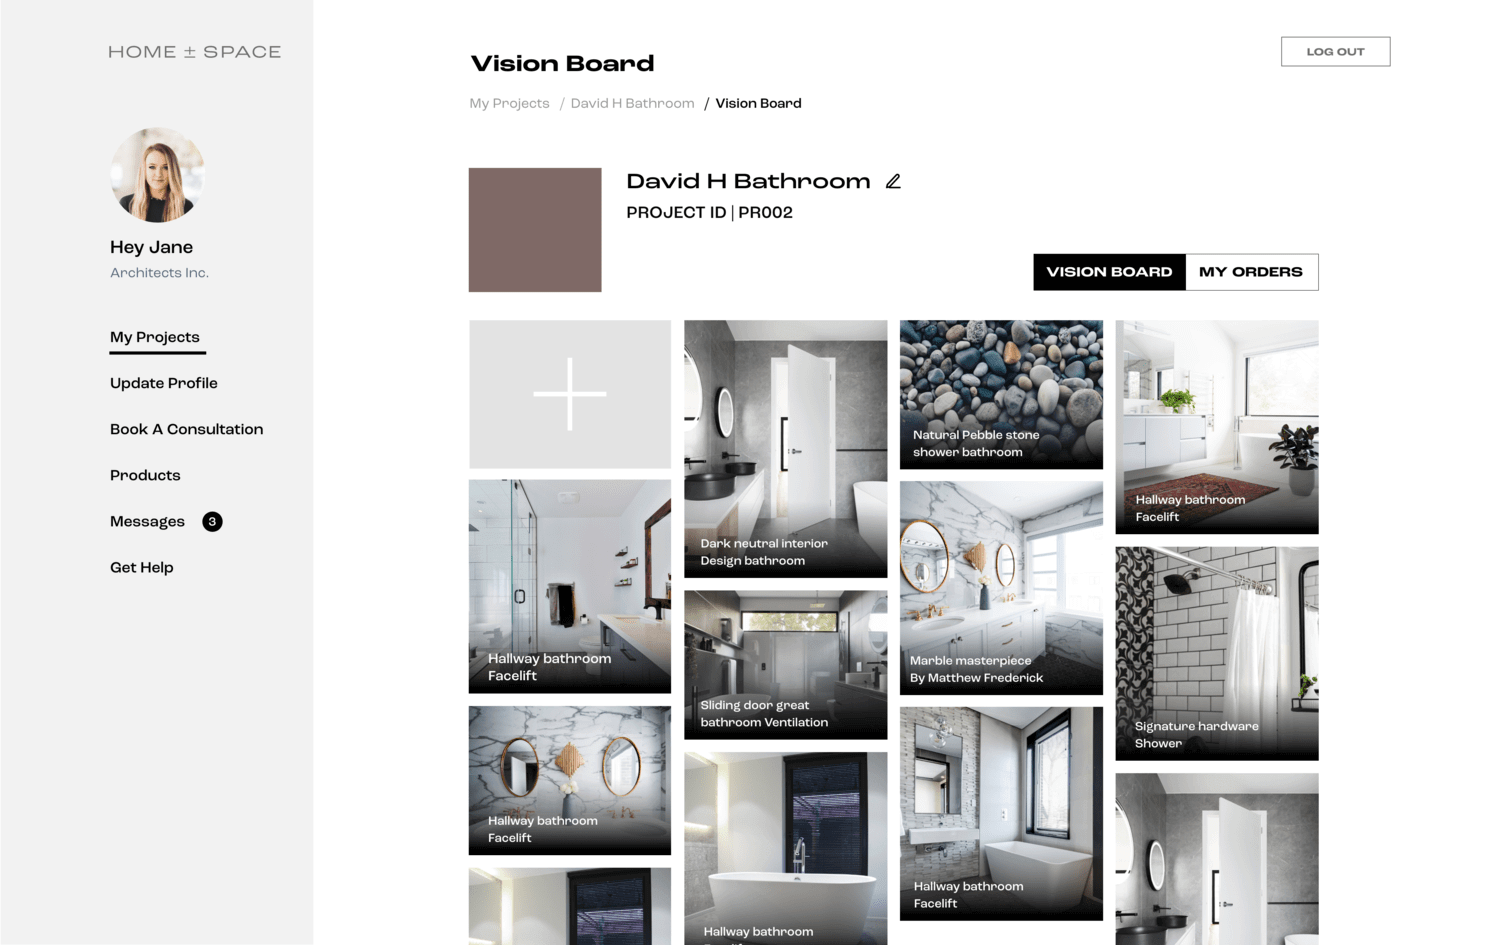 HOME ± SPACE
Hey Jane
Architects Inc.
My Projects
Update Profile
Book A Consultation
Products
Messages 3
Get Help
LOG OUT
Vision Board
My Projects / David H Bathroom / Vision Board
David H Bathroom
PROJECT ID | PR002
VISION BOARD MY ORDERS
Hallway bathroom
Facelift
Hallway bathroom
Facelift
Dark neutral interior
Design bathroom
Sliding door great
bathroom Ventilation
Hallway bathroom
Natural Pebble stone
shower bathroom
Marble masterpiece
By Matthew Frederick
Hallway bathroom
Facelift
Hallway bathroom
Facelift
Signature hardware
Shower